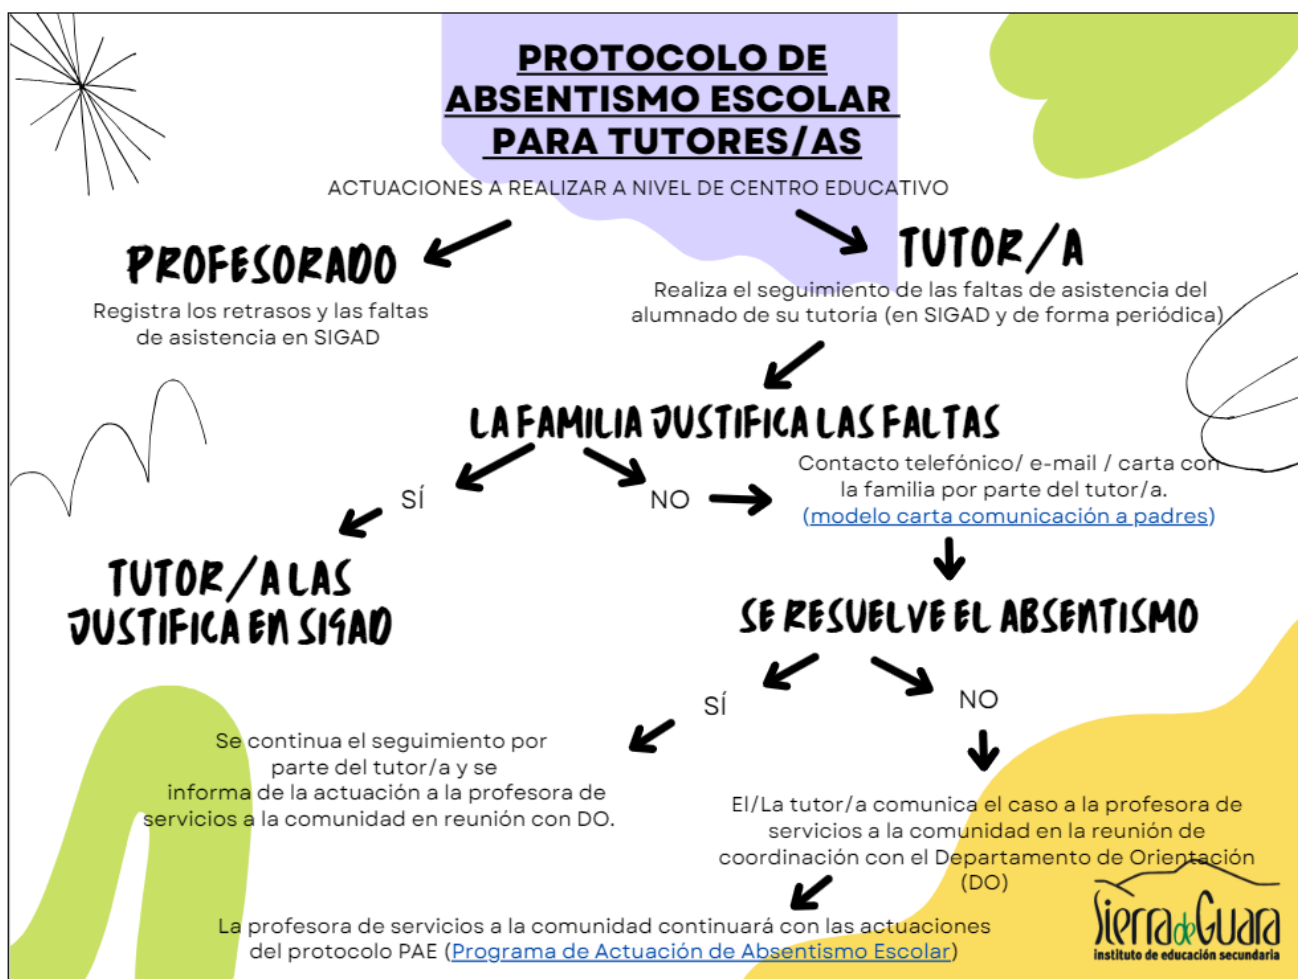 PROTOCOLO DE
ABSENTISMO ESCOLAR
PARA TUTORES/AS
ACTUACIONES A REALIZAR A NIVEL DE CENTRO EDUCATIVO
PROFESORADO
Registra los retrasos y las faltas
de asistencia en SIGAD
TUTOR/A
Realiza el seguimiento de las faltas de asistencia del
alumnado de su tutoría (en SIGAD y de forma periódica)
LA FAMILIA JUSTIFICA LAS FALTAS
SÍ
NO
Contacto telefónico/ e-mail / carta con
la familia por parte del tutor/a.
(modelo carta comunicación a padres)
TUTOR/A LAS
JUSTIFICA EN SIGAD
SE RESUELVE EL ABSENTISMO
SÍ
NO
Se continua el seguimiento por
parte del tutor/a y se
informa de la actuación a la profesora de
servicios a la comunidad en reunión con DO.
El/La tutor/a comunica el caso a la profesora de
servicios a la comunidad en la reunión de
coordinación con el Departamento de Orientación
(DO)
La profesora de servicios a la comunidad continuará con las actuaciones
del protocolo PAE (Programa de Actuación de Absentismo Escolar)
Sierra de Guara
instituto de educación secundaria